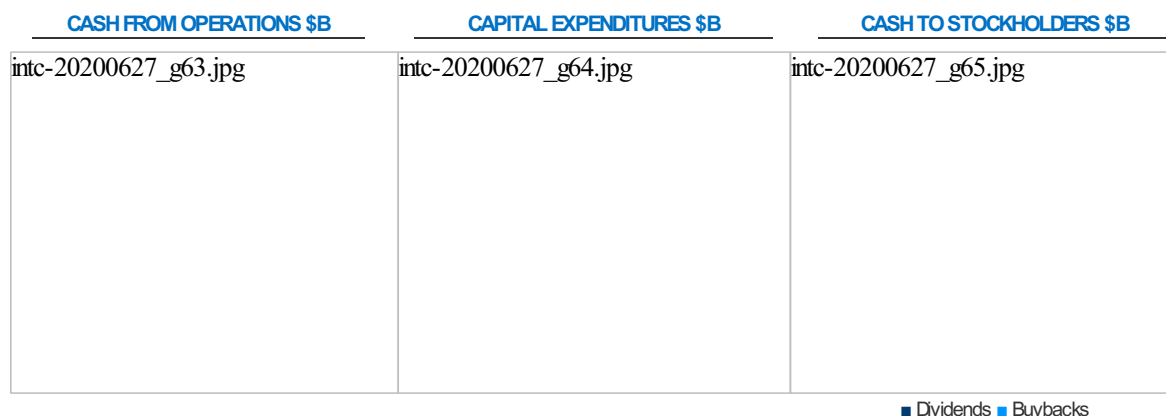 CASH FROM OPERATIONS $B
CAPITAL EXPENDITURES $B
CASH TO STOCKHOLDERS $B
intc-20200627_g63.jpg
intc-20200627_g64.jpg
intc-20200627_g65.jpg
Dividends
Buybacks